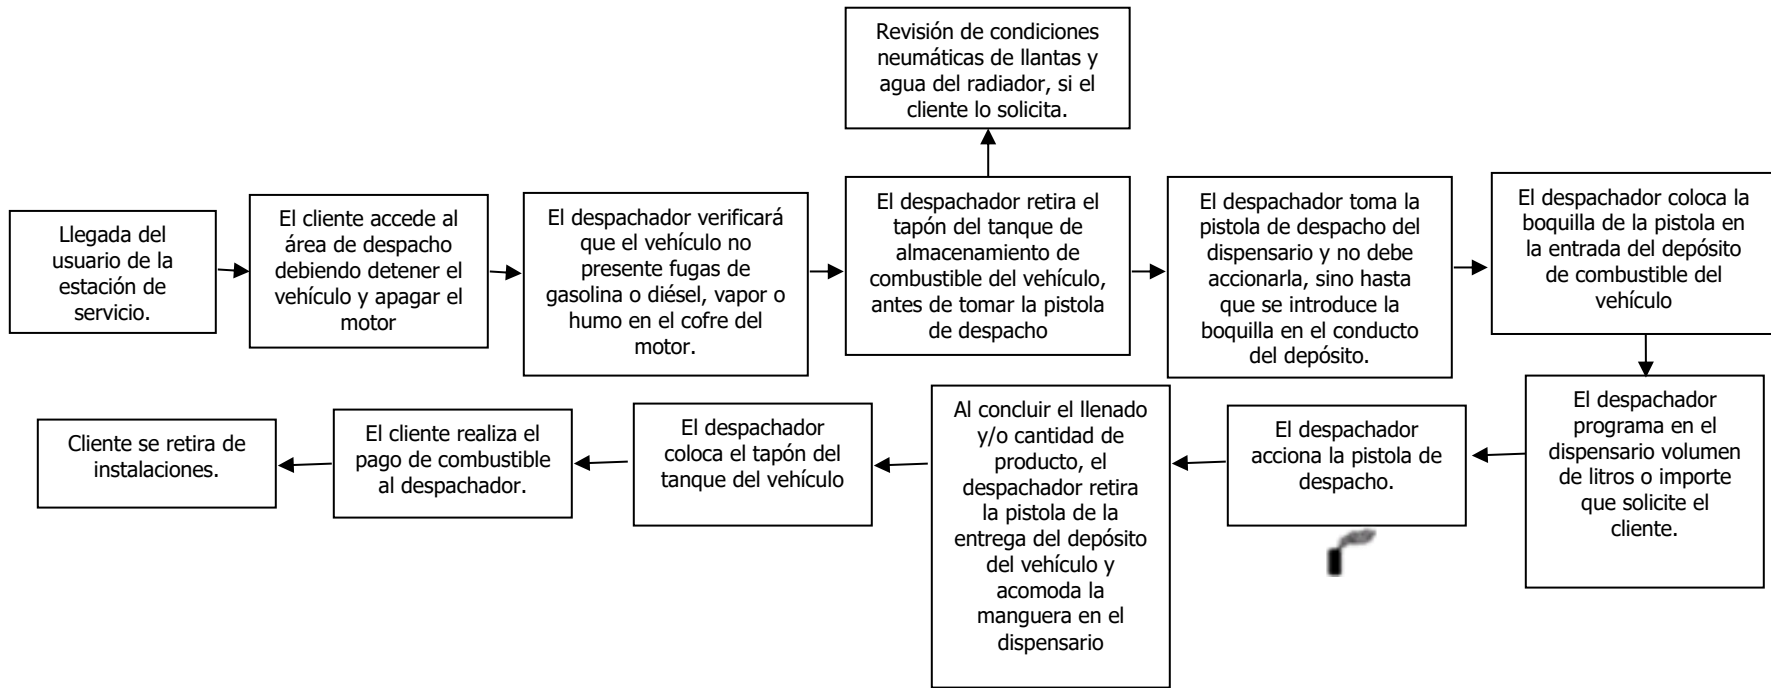 Revisión de condiciones
neumáticas de llantas y
agua del radiador, si el
cliente lo solicita.
Llegada del
usuario de la
estación de
servicio.
El cliente accede al
área de despacho
debiendo detener el
vehículo y apagar el
motor
El despachador verificará
que el vehículo no
presente fugas de
gasolina o diésel, vapor o
humo en el cofre del
motor.
El despachador retira el
tapón del tanque de
almacenamiento de
combustible del vehículo,
antes de tomar la pistola
de despacho
El despachador toma la
pistola de despacho del
dispensario y no debe
accionarla, sino hasta
que se introduce la
boquilla en el conducto
del depósito.
El despachador coloca la
boquilla de la pistola en
la entrada del depósito
de combustible del
vehículo
El despachador
programa en el
dispensario volumen
de litros o importe
que solicite el
cliente.
El despachador
acciona la pistola de
despacho.
Al concluir el llenado
y/o cantidad de
producto, el
despachador retira
la pistola de la
entrega del depósito
del vehículo y
acomoda la
manguera en el
dispensario
El despachador
coloca el tapón del
tanque del vehículo
El cliente realiza el
pago de combustible
al despachador.
Cliente se retira de
instalaciones.